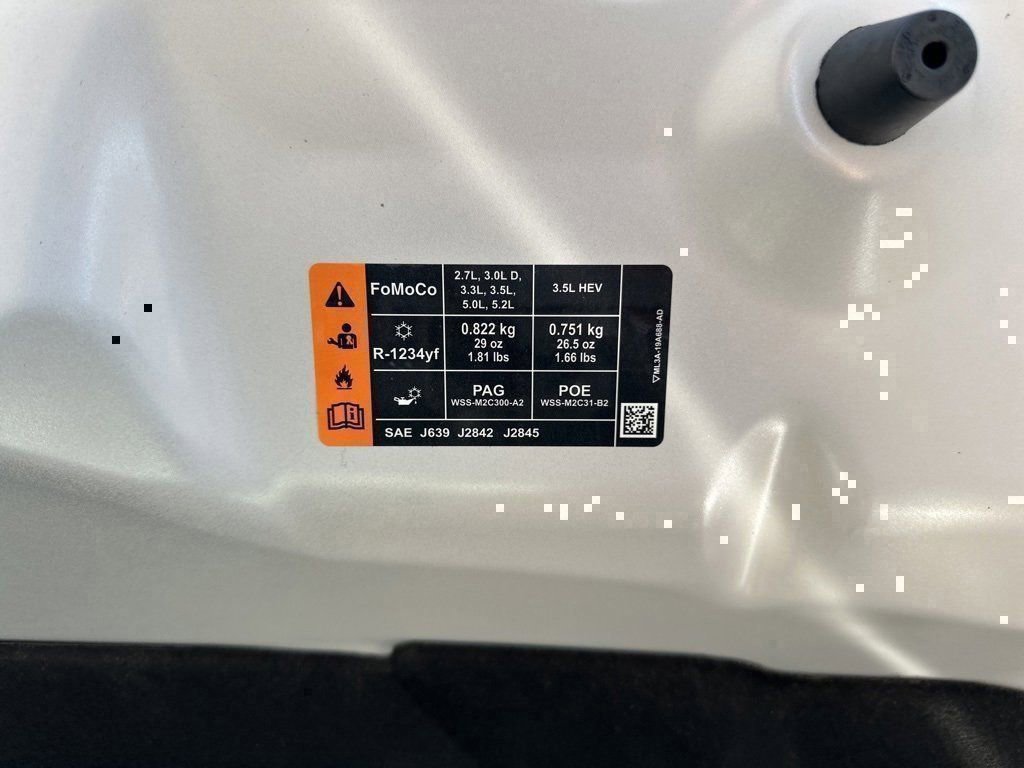 FoMoCo
2.7L, 3.0L D,
3.3L, 3.5L,
5.0L, 5.2L
3.5L HEV
R-1234yf
0.822 kg
29 oz
1.81 lbs
0.751 kg
26.5 oz
1.66 lbs
PAG
WSS-M2C300-A2
POE
WSS-M2C31-B2
SAE J639 J2842 J2845
ML3A-19A688-AD